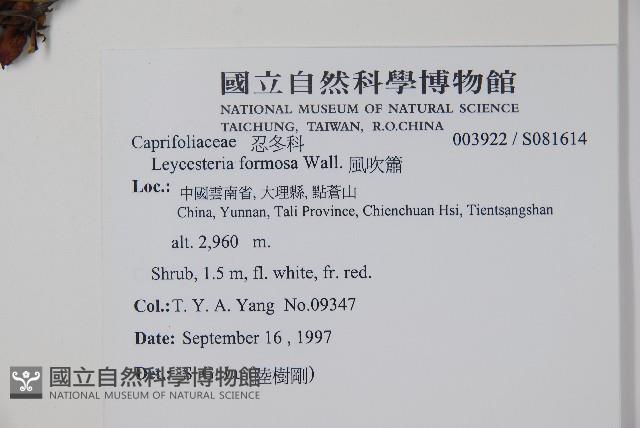 國立自然科學博物館
NATIONAL MUSEUM OF NATURAL SCIENCE
TAICHUNG, TAIWAN, R.O.CHINA
Caprifoliaceae 忍冬科 003922 / S081614
Leycesteria formosa Wall. 風吹簫
Loc.: 中國雲南省, 大理縣, 點蒼山
China, Yunnan, Tali Province, Chienchuan Hsi, Tientsangshan
alt. 2,960 m.
Shrub, 1.5 m, fl. white, fr. red.
Col.: T. Y. A. Yang No.09347
Date: September 16 , 1997
Det.: 陸樹剛)
國立自然科學博物館
NATIONAL MUSEUM OF NATURAL SCIENCE